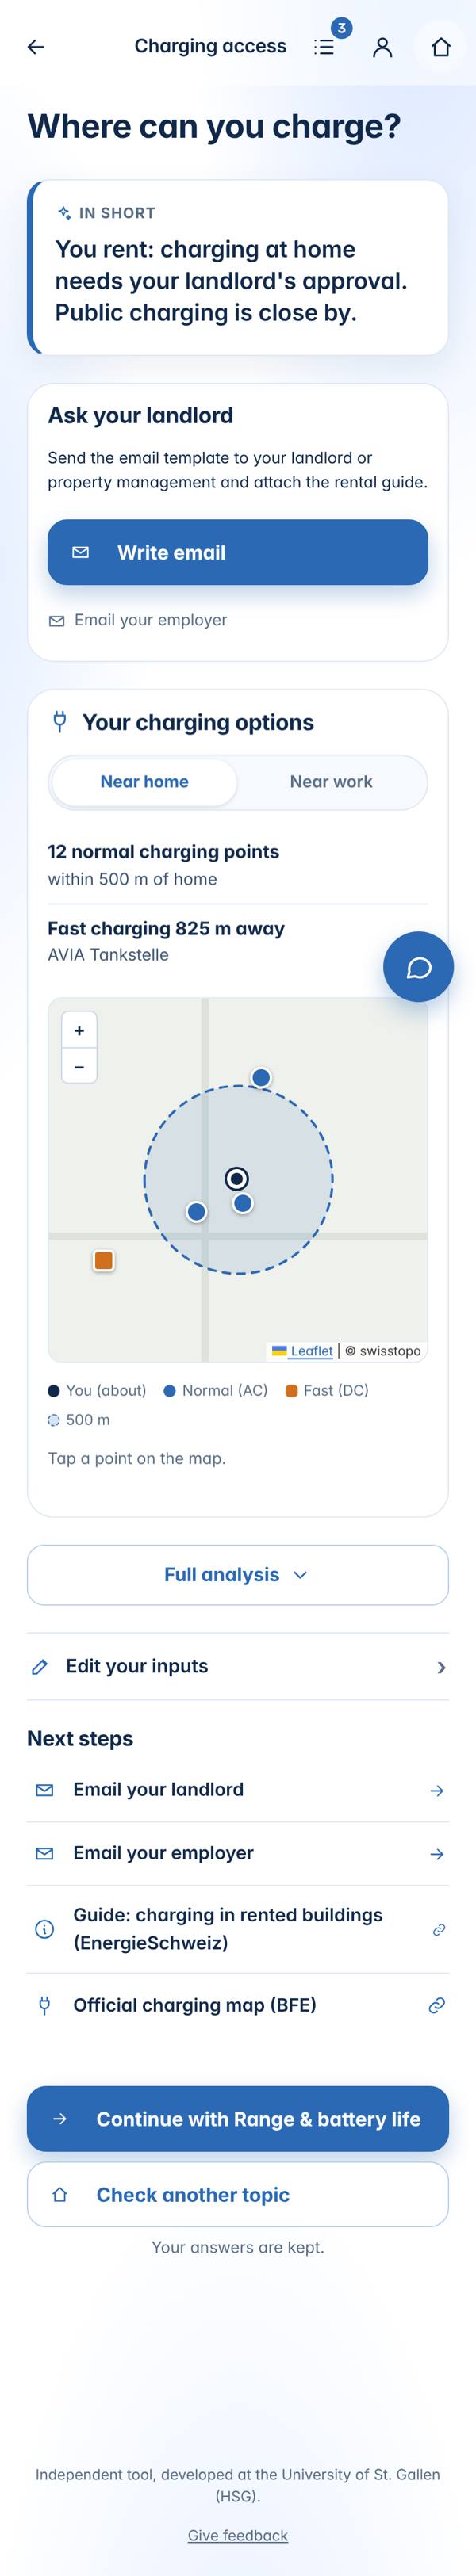 Charging access
3
Where can you charge?
IN SHORT
You rent: charging at home
needs your landlord's approval.
Public charging is close by.
Ask your landlord
Send the email template to your landlord or
property management and attach the rental guide.
Write email
Email your employer
Your charging options
Near home
Near work
12 normal charging points
within 500 m of home
Fast charging 825 m away
AVIA Tankstelle
+
−
Leaflet | © swisstopo
You (about)
Normal (AC)
Fast (DC)
500 m
Tap a point on the map.
Full analysis
Edit your inputs
Next steps
Email your landlord
Email your employer
Guide: charging in rented buildings
(EnergieSchweiz)
Official charging map (BFE)
Continue with Range & battery life
Check another topic
Your answers are kept.
Independent tool, developed at the University of St. Gallen
(HSG).
Give feedback